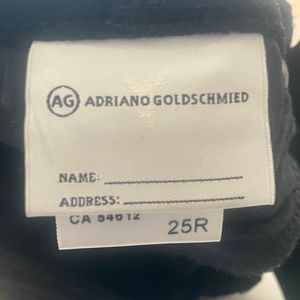 AG ADRIANO GOLDSCHMIED
NAME:
ADDRESS:
CA 54612
25R